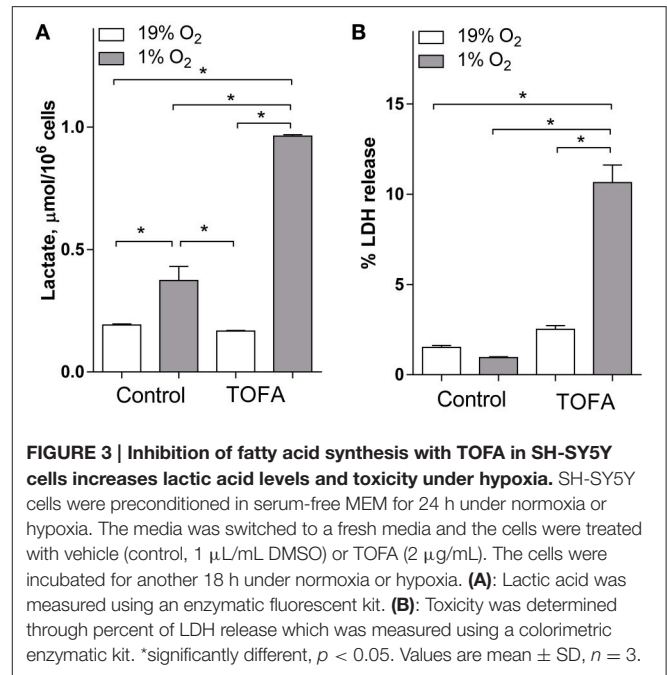 A
19% O₂
1% O₂
*
*
*
*
*
Lactate, μmol/10⁶ cells
1.0
0.5
0.0
Control
TOFA
B
19% O₂
1% O₂
*
*
*
% LDH release
15
10
5
0
Control
TOFA
FIGURE 3 | Inhibition of fatty acid synthesis with TOFA in SH-SY5Y
cells increases lactic acid levels and toxicity under hypoxia. SH-SY5Y
cells were preconditioned in serum-free MEM for 24 h under normoxia or
hypoxia. The media was switched to a fresh media and the cells were treated
with vehicle (control, 1 μL/mL DMSO) or TOFA (2 μg/mL). The cells were
incubated for another 18 h under normoxia or hypoxia. (A): Lactic acid was
measured using an enzymatic fluorescent kit. (B): Toxicity was determined
through percent of LDH release which was measured using a colorimetric
enzymatic kit. *significantly different, p < 0.05. Values are mean ± SD, n = 3.